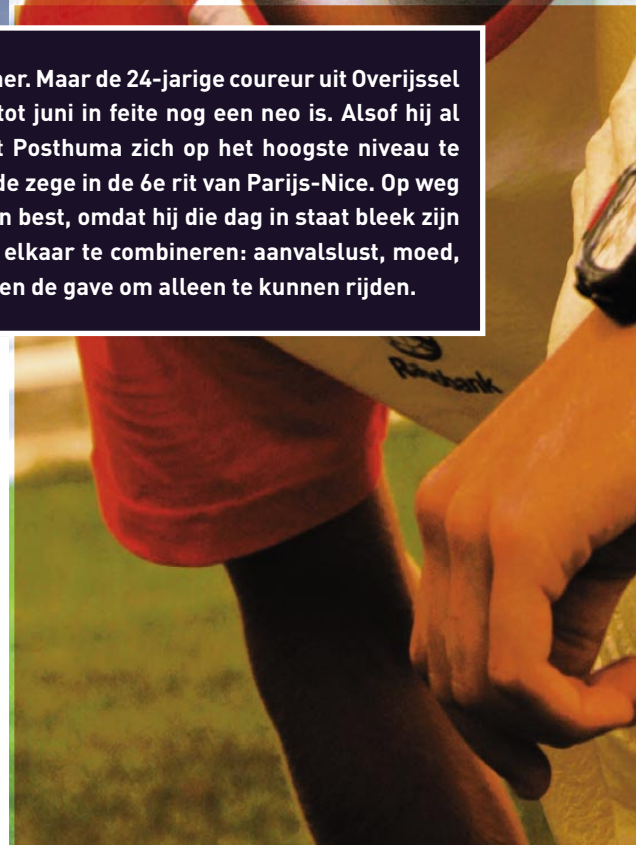 ner. Maar de 24-jarige coureur uit Overijssel
tot juni in feite nog een neo is. Alsof hij al
t Posthuma zich op het hoogste niveau te
de zege in de 6e rit van Parijs-Nice. Op weg
n best, omdat hij die dag in staat bleek zijn
elkaar te combineren: aanvalslust, moed,
en de gave om alleen te kunnen rijden.
Rabobank